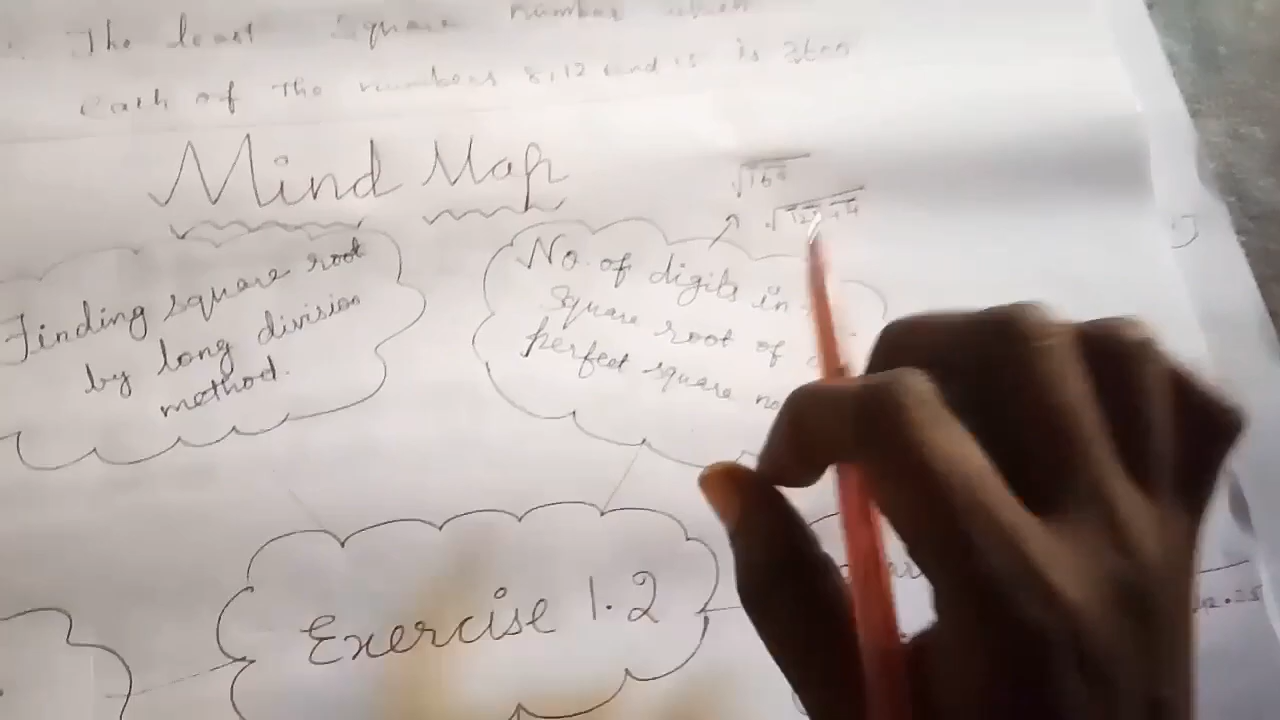 The least square number which
each of the numbers 8,12 and 15 is 3600
Mind Map
√169
Finding square root
by long division
method.
No. of digits in
square root of
perfect square no
Exercise 1.2